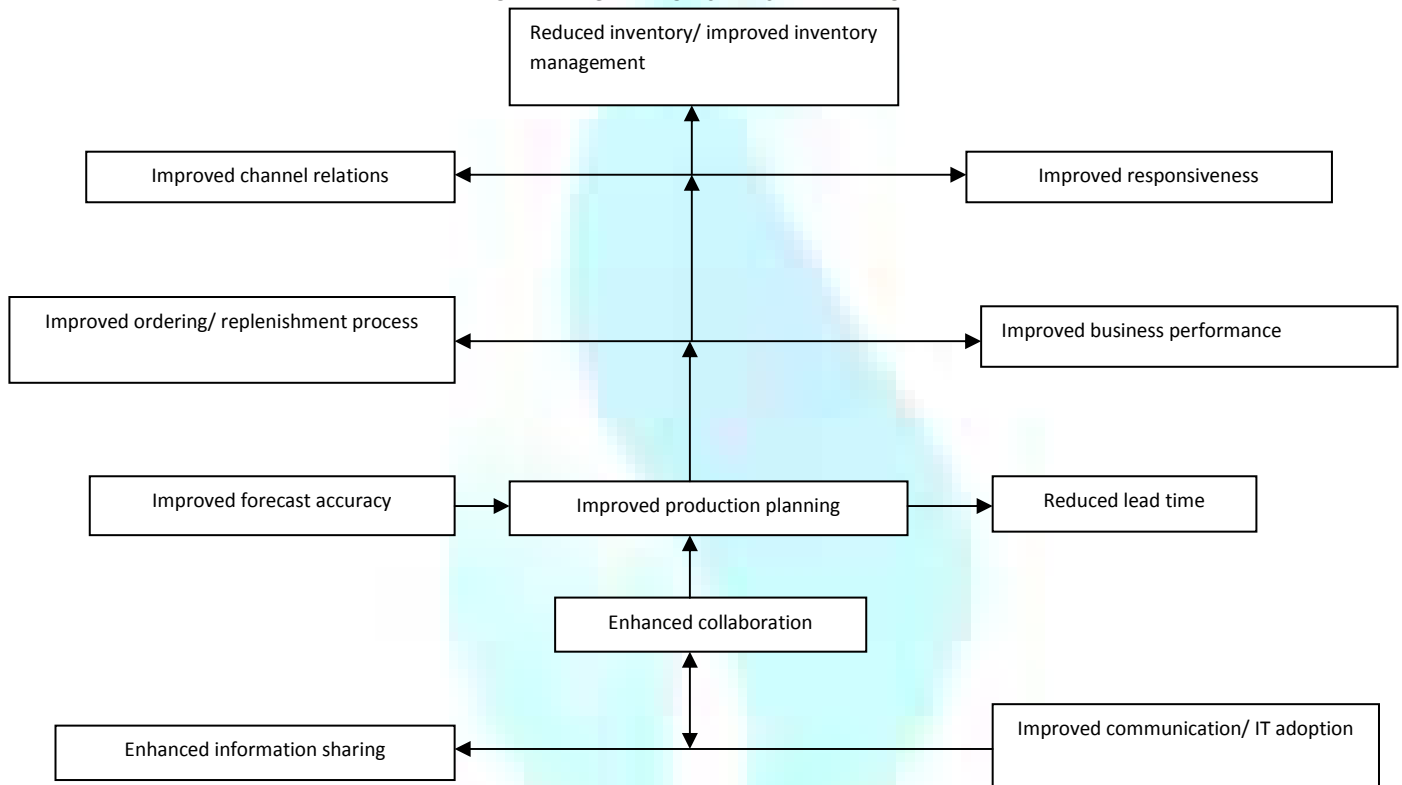 Reduced inventory/ improved inventory
management
Improved channel relations
Improved responsiveness
Improved ordering/ replenishment process
Improved business performance
Improved forecast accuracy
Improved production planning
Reduced lead time
Enhanced collaboration
Improved communication/ IT adoption
Enhanced information sharing